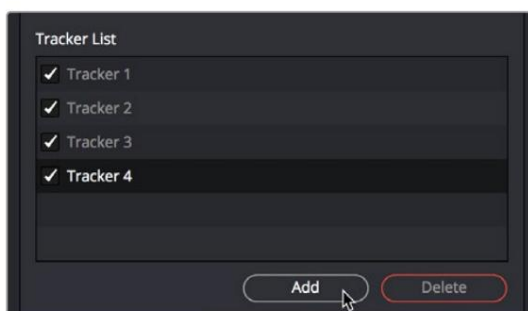 Tracker List
Tracker 1
Tracker 2
Tracker 3
Tracker 4
Add Delete